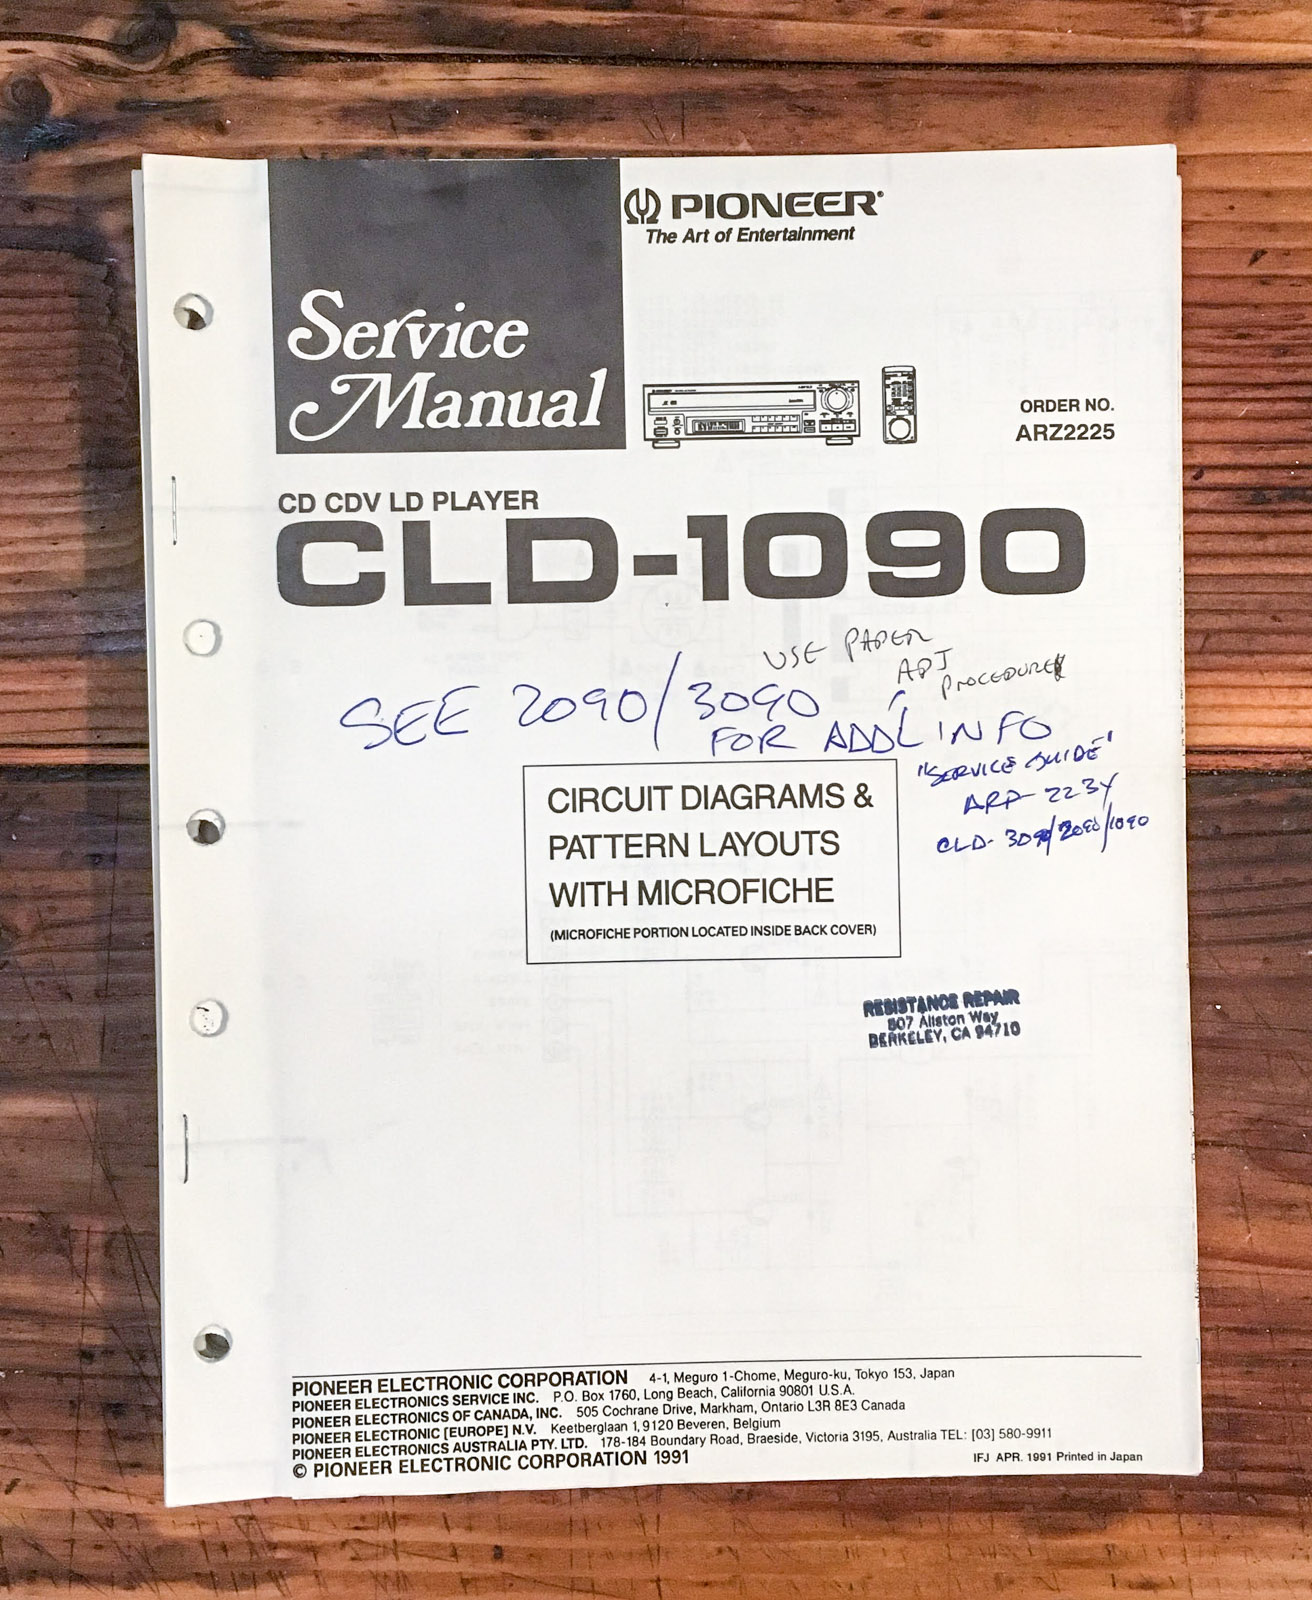 PIONEER®
The Art of Entertainment
Service
Manual
ORDER NO.
ARZ2225
CD CDV LD PLAYER
CLD-1090
USE PAPER
ADJ
PROCEDURE
SEE 2090/3090
FOR ADDL INFO
"SERVICE GUIDE"
ARP 2234
CLD-3090/2090/1090
CIRCUIT DIAGRAMS &
PATTERN LAYOUTS
WITH MICROFICHE
(MICROFICHE PORTION LOCATED INSIDE BACK COVER)
RESISTANCE REPAIR
807 Allston Way
BERKELEY, CA 94710
PIONEER ELECTRONIC CORPORATION 4-1, Meguro 1-Chome, Meguro-ku, Tokyo 153, Japan
PIONEER ELECTRONICS SERVICE INC. P.O. Box 1760, Long Beach, California 90801 U.S.A.
PIONEER ELECTRONICS OF CANADA, INC. 505 Cochrane Drive, Markham, Ontario L3R 8E3 Canada
PIONEER ELECTRONIC [EUROPE] N.V. Keetberglaan 1, 9120 Beveren, Belgium
PIONEER ELECTRONICS AUSTRALIA PTY. LTD. 178-184 Boundary Road, Braeside, Victoria 3195, Australia TEL: [03] 580-9911
© PIONEER ELECTRONIC CORPORATION 1991
IFJ APR. 1991 Printed in Japan